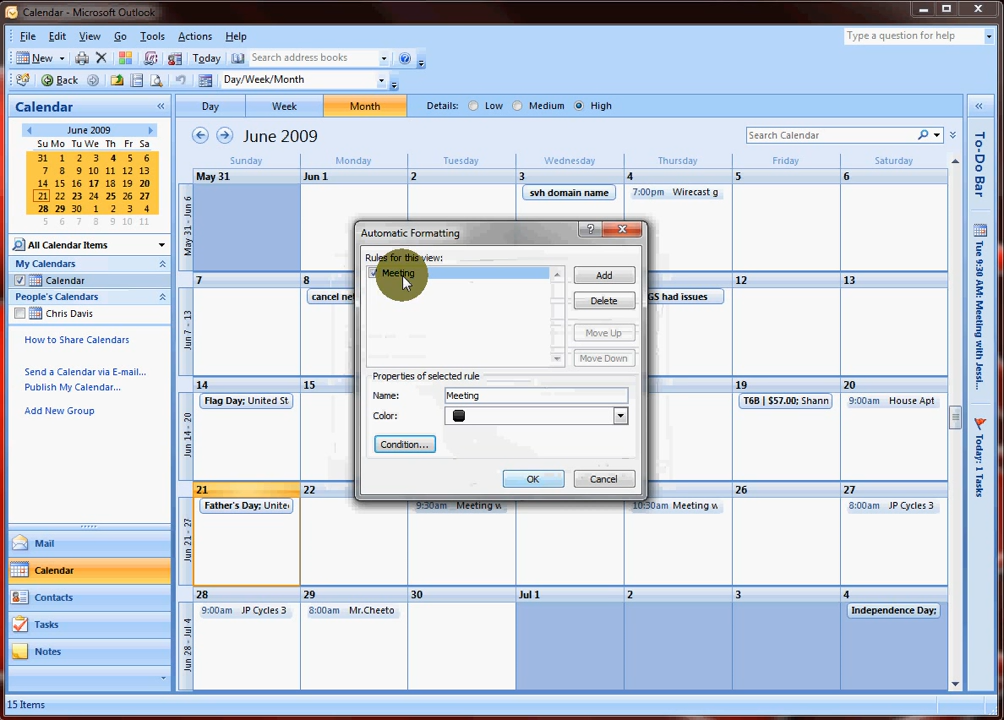 Calendar - Microsoft Outlook
File Edit View Go Tools Actions Help
Type a question for help
New Today Search address books
Back Day/Week/Month
Calendar «
June 2009
Su Mo Tu We Th Fr Sa
31 1 2 3 4 5 6
7 8 9 10 11 12 13
14 15 16 17 18 19 20
21 22 23 24 25 26 27
28 29 30 1 2 3 4
5 6 7 8 9 10 11
All Calendar Items
My Calendars
Calendar
People's Calendars
Chris Davis
How to Share Calendars
Send a Calendar via E-mail...
Publish My Calendar...
Add New Group
Mail
Calendar
Contacts
Tasks
Notes
15 Items
Day Week Month Details: Low Medium High
June 2009 Search Calendar
Sunday Monday Tuesday Wednesday Thursday Friday Saturday
May 31 - Jun 6
May 31 Jun 1 2 3 4 5 6
svh domain name 7:00pm Wirecast g
Jun 7 - 13
7 8 12 13
cancel ne GS had issues
Jun 14 - 20
14 15 19 20
Flag Day; United St T6B | $57.00; Shann 9:00am House Apt
Jun 21 - 27
21 22 26 27
Father's Day; Unite 9:30am Meeting w 10:30am Meeting w 8:00am JP Cycles 3
Jun 28 - Jul 4
28 29 30 Jul 1 2 3 4
9:00am JP Cycles 3 8:00am Mr.Cheeto Independence Day;
Automatic Formatting
Rules for this view:
Meeting
Add
Delete
Move Up
Move Down
Properties of selected rule
Name: Meeting
Color:
Condition...
OK Cancel
«
To-Do Bar
Tue 9:30 AM: Meeting with Jessi...
Today: 1 Tasks